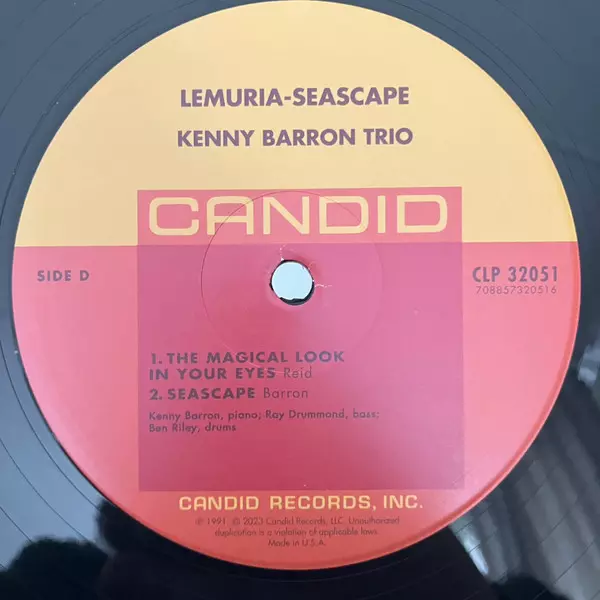 LEMURIA-SEASCAPE
KENNY BARRON TRIO
CANDID
SIDE D
CLP 32051
708857320516
1. THE MAGICAL LOOK
IN YOUR EYES Reid
2. SEASCAPE Barron
Kenny Barron, piano; Ray Drummond, bass;
Ben Riley, drums
CANDID RECORDS, INC.
℗ 1991, © 2023 Candid Records, LLC. Unauthorized
duplication is a violation of applicable laws.
Made in U.S.A.